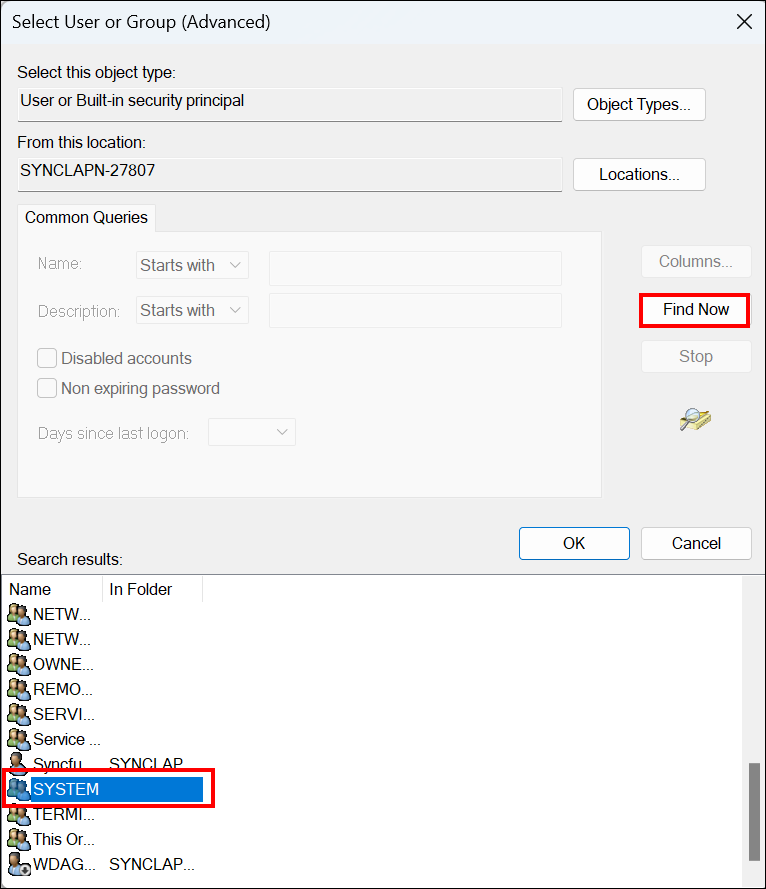 Select User or Group (Advanced)
Select this object type:
User or Built-in security principal
Object Types...
From this location:
SYNCLAPN-27807
Locations...
Common Queries
Name:
Starts with
Columns...
Description:
Starts with
Find Now
Disabled accounts
Stop
Non expiring password
Days since last logon:
OK
Cancel
Search results:
Name In Folder
NETW...
NETW...
OWNE...
REMO...
SERVI...
Service ...
Syncfu... SYNCLAP...
SYSTEM
TERMI...
This Or...
WDAG... SYNCLAP...